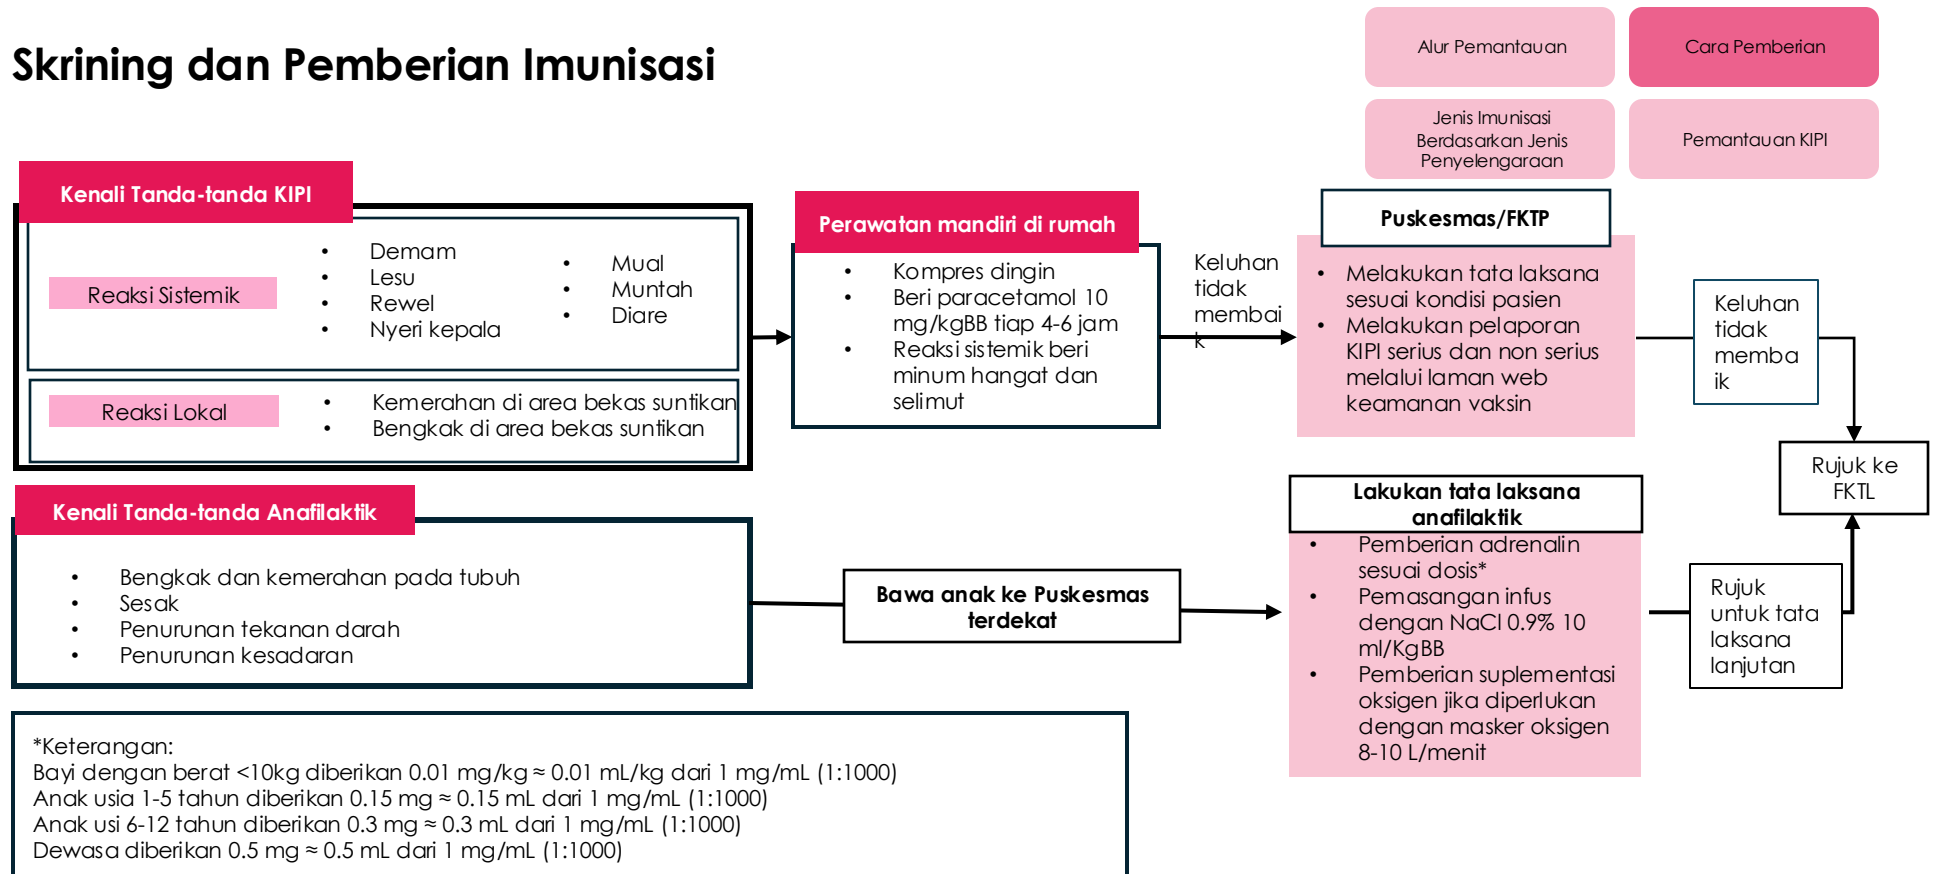 Skrining dan Pemberian Imunisasi
Alur Pemantauan
Cara Pemberian
Jenis Imunisasi
Berdasarkan Jenis
Penyelengaraan
Pemantauan KIPI
Kenali Tanda-tanda KIPI
Reaksi Sistemik
• Demam
• Lesu
• Rewel
• Nyeri kepala
• Mual
• Muntah
• Diare
Reaksi Lokal
• Kemerahan di area bekas suntikan
• Bengkak di area bekas suntikan
Perawatan mandiri di rumah
• Kompres dingin
• Beri paracetamol 10
mg/kgBB tiap 4-6 jam
• Reaksi sistemik beri
minum hangat dan
selimut
Keluhan
tidak
membai
k
Puskesmas/FKTP
• Melakukan tata laksana
sesuai kondisi pasien
• Melakukan pelaporan
KIPI serius dan non serius
melalui laman web
keamanan vaksin
Keluhan
tidak
memba
ik
Rujuk ke
FKTL
Kenali Tanda-tanda Anafilaktik
• Bengkak dan kemerahan pada tubuh
• Sesak
• Penurunan tekanan darah
• Penurunan kesadaran
Bawa anak ke Puskesmas
terdekat
Lakukan tata laksana
anafilaktik
• Pemberian adrenalin
sesuai dosis*
• Pemasangan infus
dengan NaCl 0.9% 10
ml/KgBB
• Pemberian suplementasi
oksigen jika diperlukan
dengan masker oksigen
8-10 L/menit
Rujuk
untuk tata
laksana
lanjutan
*Keterangan:
Bayi dengan berat <10kg diberikan 0.01 mg/kg ≈ 0.01 mL/kg dari 1 mg/mL (1:1000)
Anak usia 1-5 tahun diberikan 0.15 mg ≈ 0.15 mL dari 1 mg/mL (1:1000)
Anak usi 6-12 tahun diberikan 0.3 mg ≈ 0.3 mL dari 1 mg/mL (1:1000)
Dewasa diberikan 0.5 mg ≈ 0.5 mL dari 1 mg/mL (1:1000)